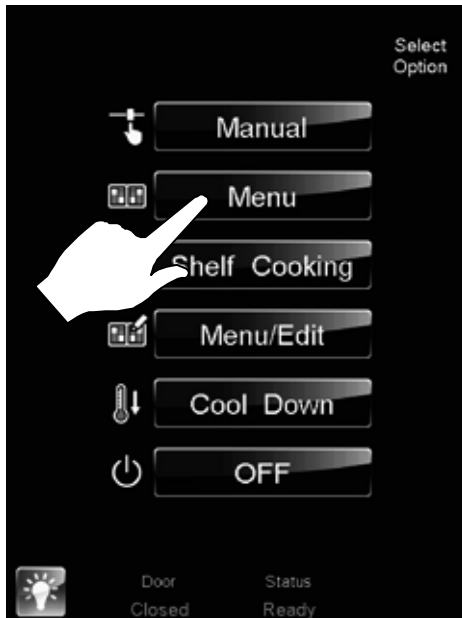 Select
Option
Manual
Menu
Shelf Cooking
Menu/Edit
Cool Down
OFF
Door Status
Closed Ready